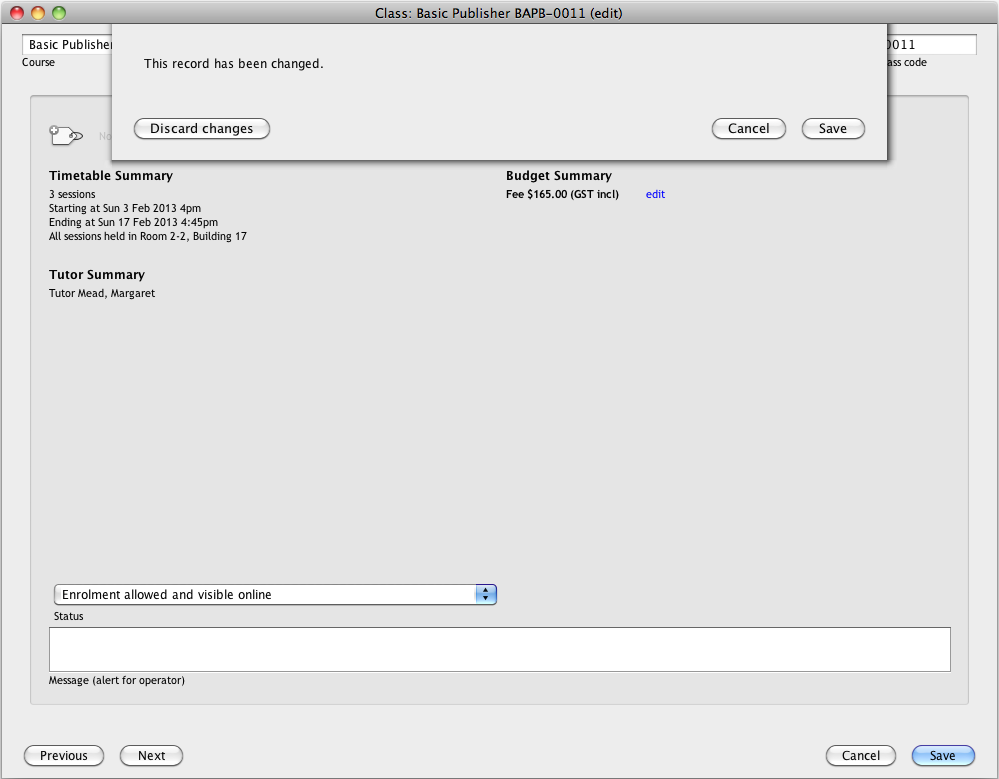 Class: Basic Publisher BAPB-0011 (edit)
Basic Publisher
0011
Course
ass code
This record has been changed.
Discard changes
Cancel
Save
No
Timetable Summary
3 sessions
Starting at Sun 3 Feb 2013 4pm
Ending at Sun 17 Feb 2013 4:45pm
All sessions held in Room 2-2, Building 17
Budget Summary
Fee $165.00 (GST incl) edit
Tutor Summary
Tutor Mead, Margaret
Enrolment allowed and visible online
Status
Message (alert for operator)
Previous
Next
Cancel
Save